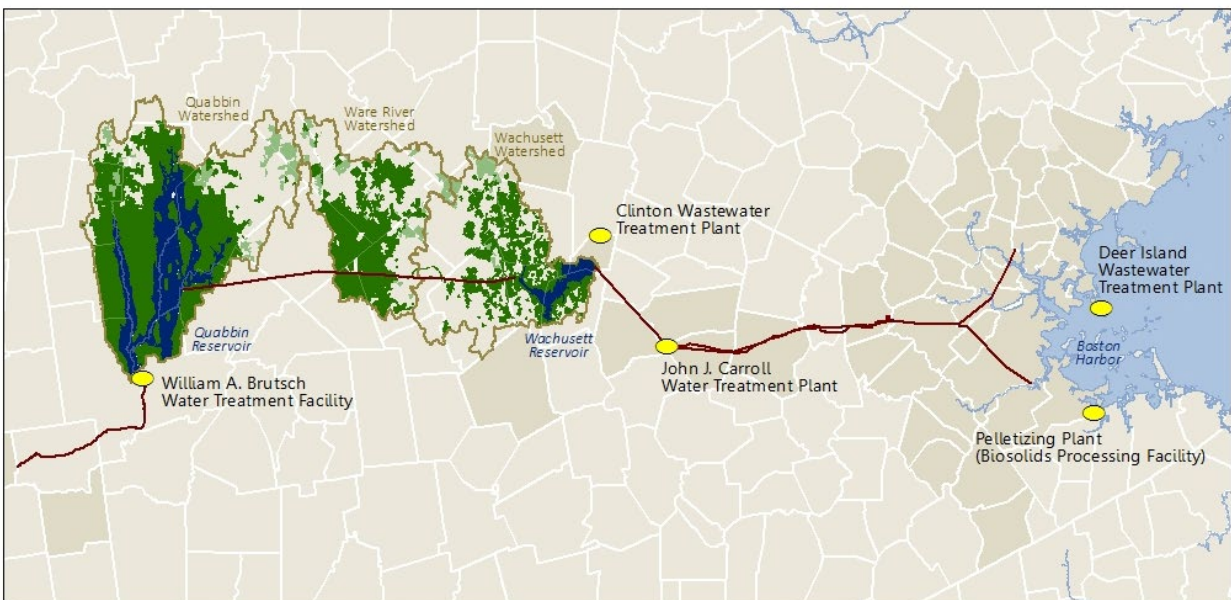 Quabbin
Watershed
Ware River
Watershed
Wachusett
Watershed
Clinton Wastewater
Treatment Plant
Deer Island
Wastewater
Treatment Plant
Quabbin
Reservoir
Wachusett
Reservoir
Boston
Harbor
William A. Brutsch
Water Treatment Facility
John J. Carroll
Water Treatment Plant
Pelletizing Plant
(Biosolids Processing Facility)